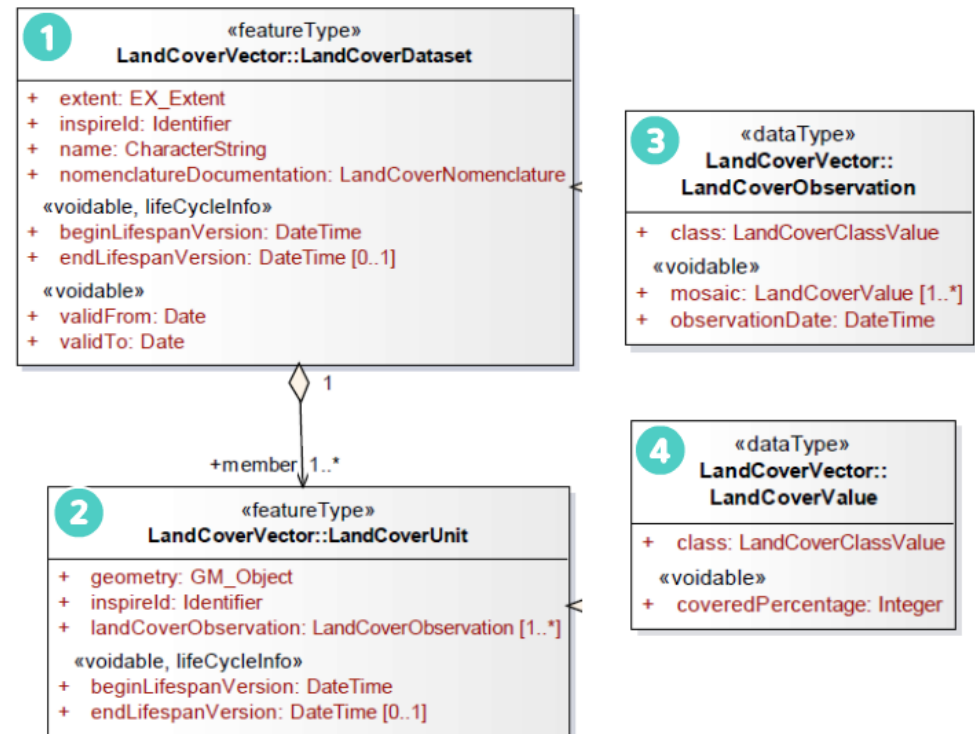 1
«featureType»
LandCoverVector::LandCoverDataset
+ extent: EX_Extent
+ inspireId: Identifier
+ name: CharacterString
+ nomenclatureDocumentation: LandCoverNomenclature
«voidable, lifeCycleInfo»
+ beginLifespanVersion: DateTime
+ endLifespanVersion: DateTime [0..1]
«voidable»
+ validFrom: Date
+ validTo: Date
1
+member 1..*
2
«featureType»
LandCoverVector::LandCoverUnit
+ geometry: GM_Object
+ inspireId: Identifier
+ landCoverObservation: LandCoverObservation [1..*]
«voidable, lifeCycleInfo»
+ beginLifespanVersion: DateTime
+ endLifespanVersion: DateTime [0..1]
3
«dataType»
LandCoverVector::
LandCoverObservation
+ class: LandCoverClassValue
«voidable»
+ mosaic: LandCoverValue [1..*]
+ observationDate: DateTime
4
«dataType»
LandCoverVector::
LandCoverValue
+ class: LandCoverClassValue
«voidable»
+ coveredPercentage: Integer